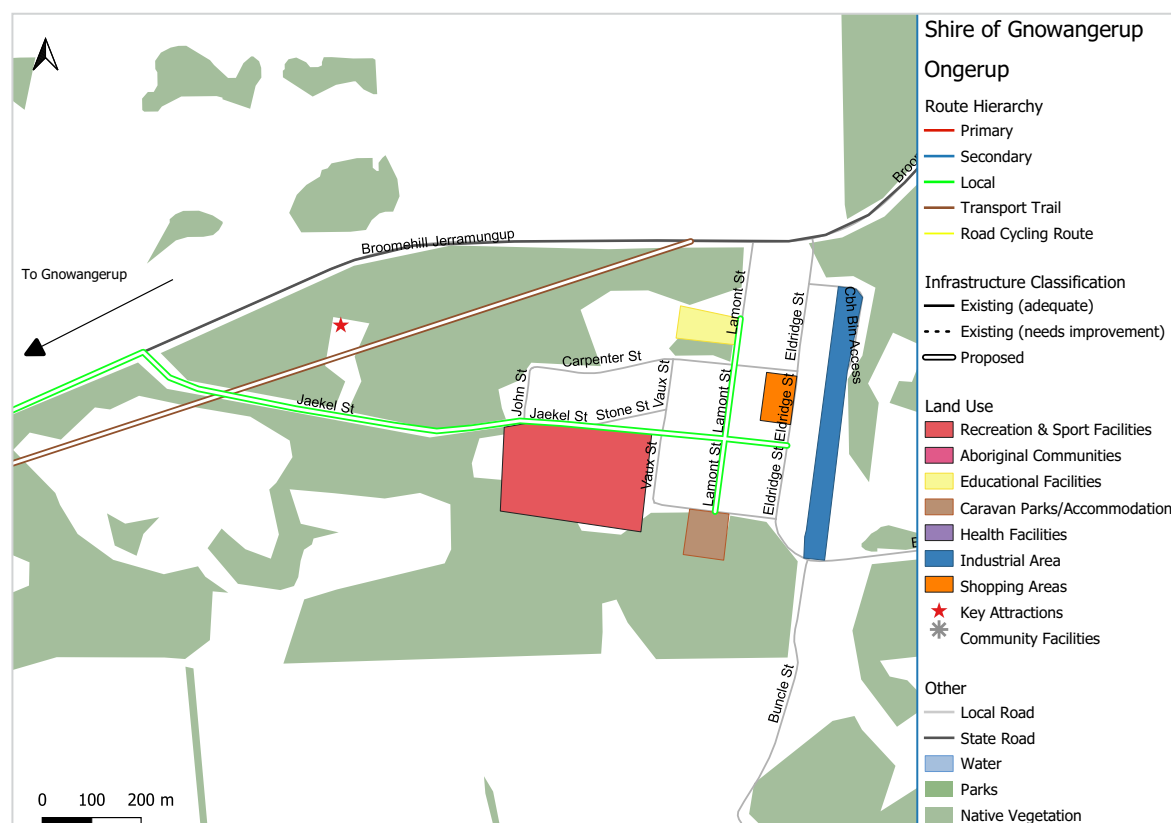 Shire of Gnowangerup
Ongerup
Route Hierarchy
Primary
Secondary
Local
Transport Trail
Road Cycling Route
Infrastructure Classification
Existing (adequate)
Existing (needs improvement)
Proposed
Land Use
Recreation & Sport Facilities
Aboriginal Communities
Educational Facilities
Caravan Parks/Accommodation
Health Facilities
Industrial Area
Shopping Areas
Key Attractions
Community Facilities
Other
Local Road
State Road
Water
Parks
Native Vegetation
Broomehill Jerramungup
To Gnowangerup
Lamont St
Eldridge St
Cbh Bin Access
Carpenter St
Vaux St
John St
Jaekel St
Jaekel St
Stone St
Lamont St
Eldridge St
Vaux St
Lamont St
Eldridge St
Buncle St
0 100 200 m